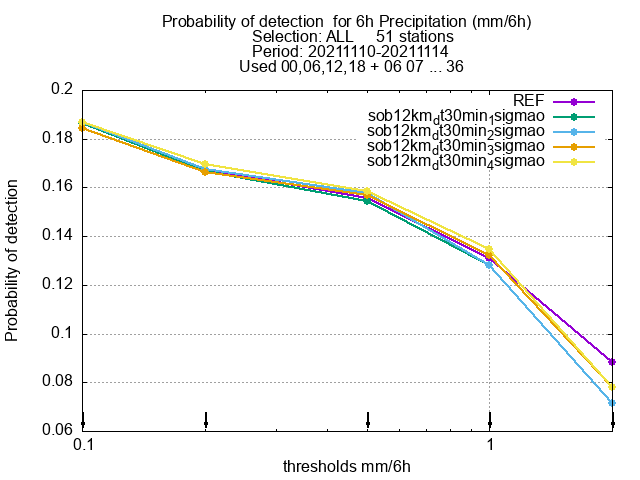 Probability of detection  for 6h Precipitation (mm/6h)
Selection: ALL     51 stations
Period: 20211110-20211114
Used 00,06,12,18 + 06 07 ... 36
REF
sob12km_dt30min_1sigmao
sob12km_dt30min_2sigmao
sob12km_dt30min_3sigmao
sob12km_dt30min_4sigmao
0.2
0.18
0.16
0.14
0.12
0.1
0.08
0.06
Probability of detection
0.1 1
thresholds mm/6h